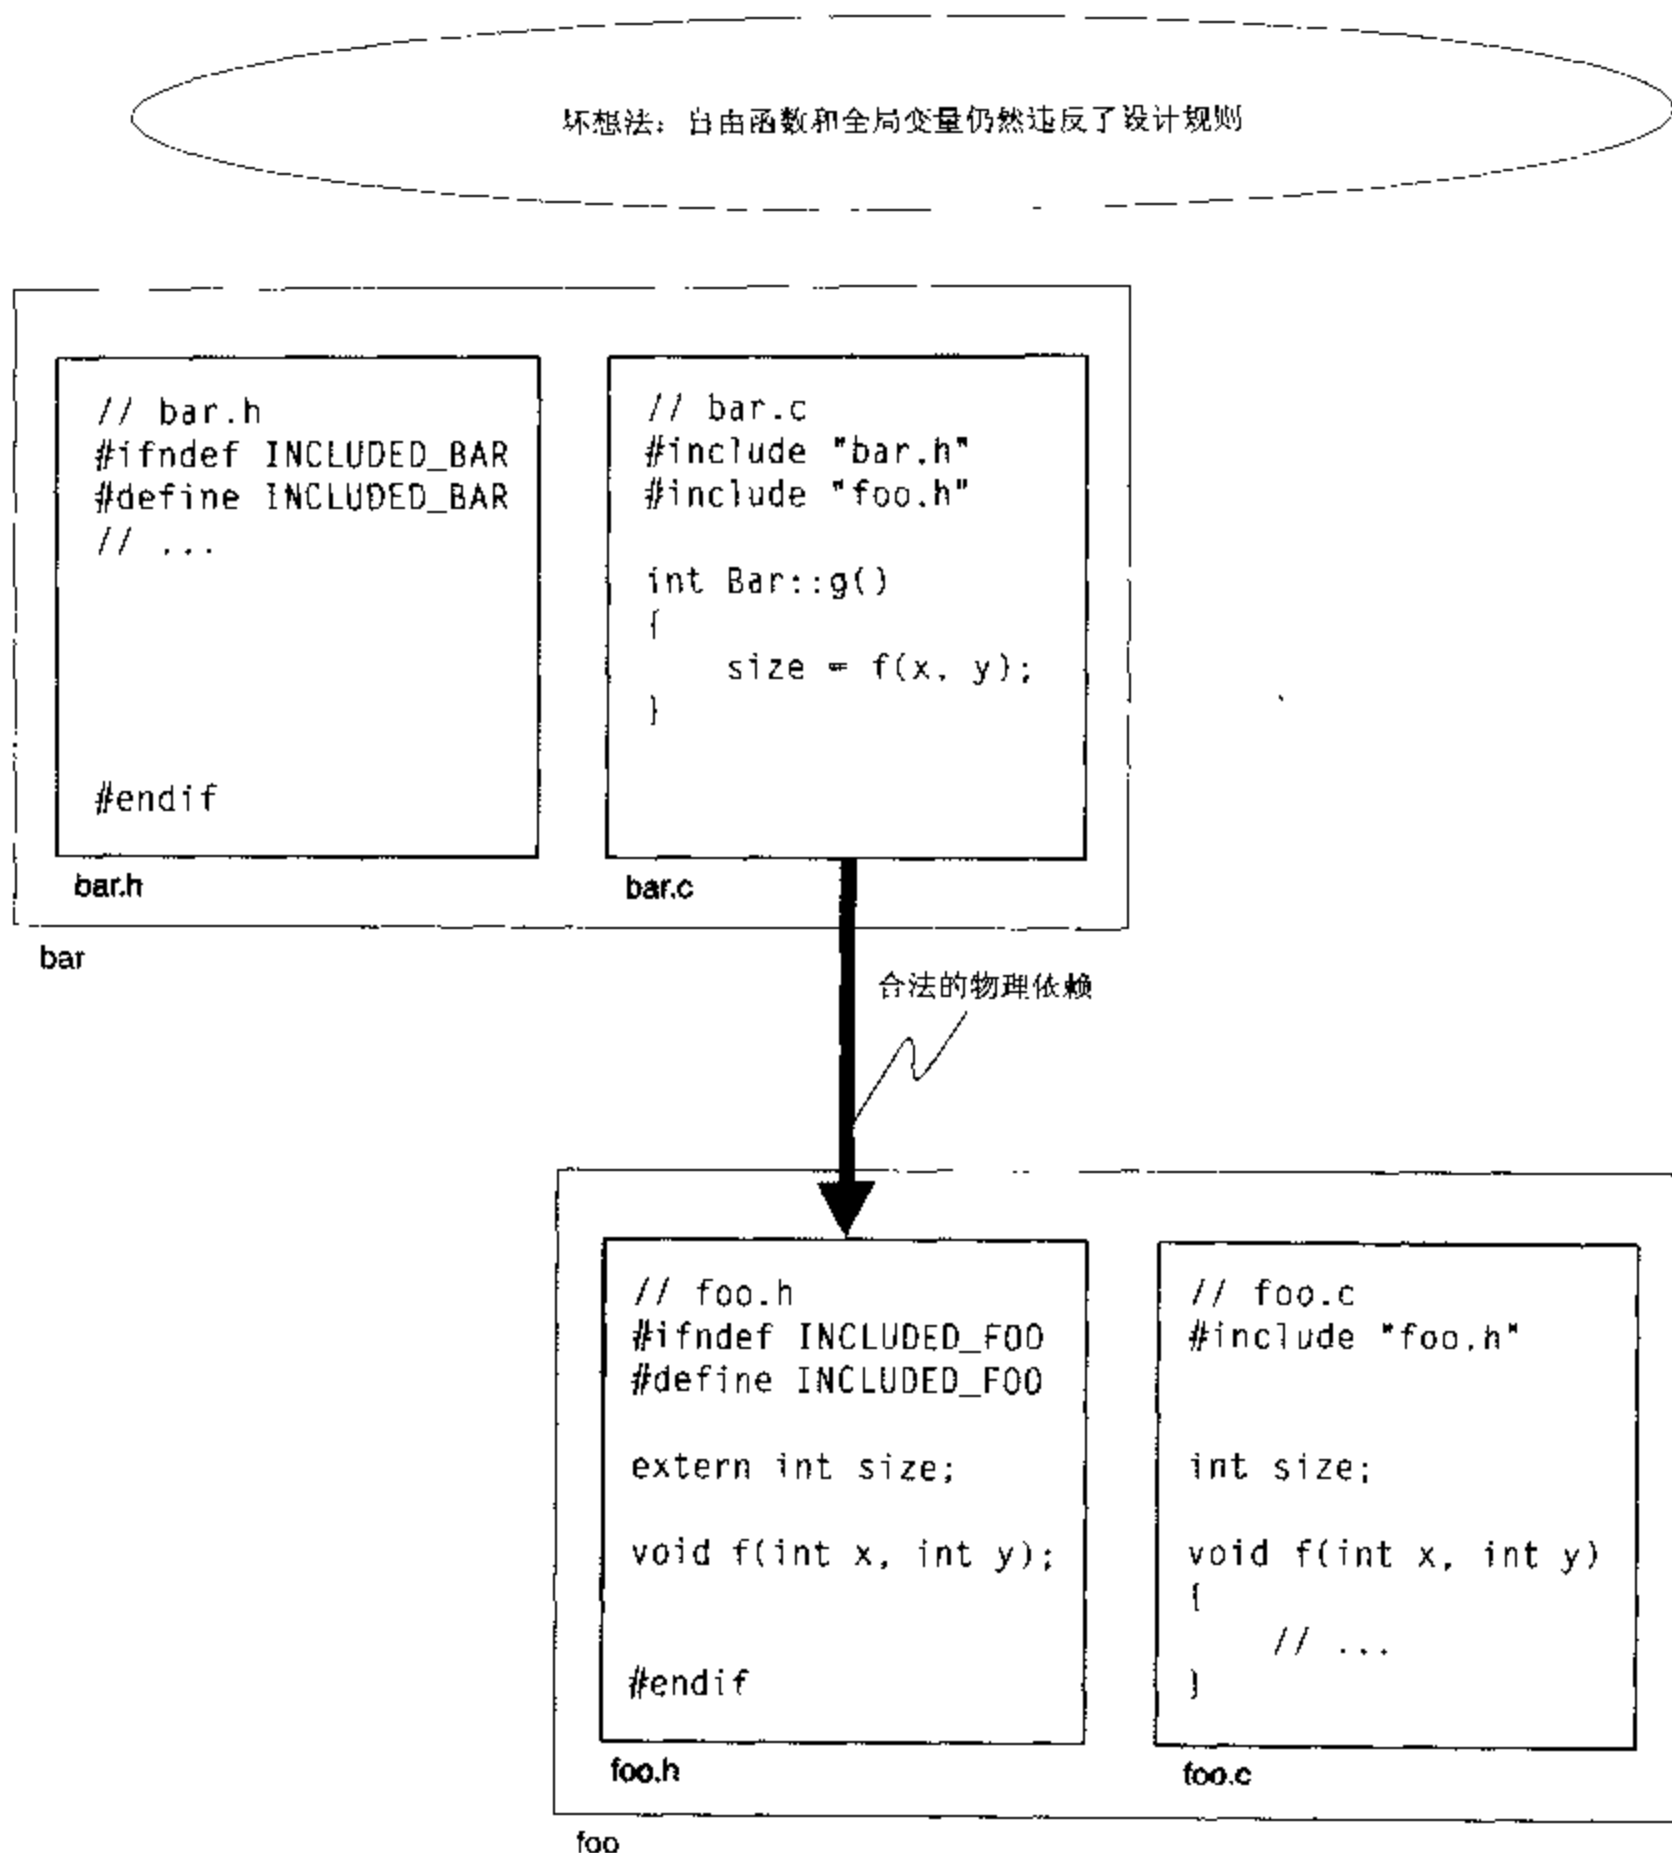 坏想法：自由函数和全局变量仍然违反了设计规则
// bar.h
#ifndef INCLUDED_BAR
#define INCLUDED_BAR
// ...
#endif
bar.h
// bar.c
#include "bar.h"
#include "foo.h"
int Bar::g()
{
size = f(x, y);
}
bar.c
bar
合法的物理依赖
// foo.h
#ifndef INCLUDED_FOO
#define INCLUDED_FOO
extern int size;
void f(int x, int y);
#endif
foo.h
// foo.c
#include "foo.h"
int size;
void f(int x, int y)
{
// ...
}
foo.c
foo